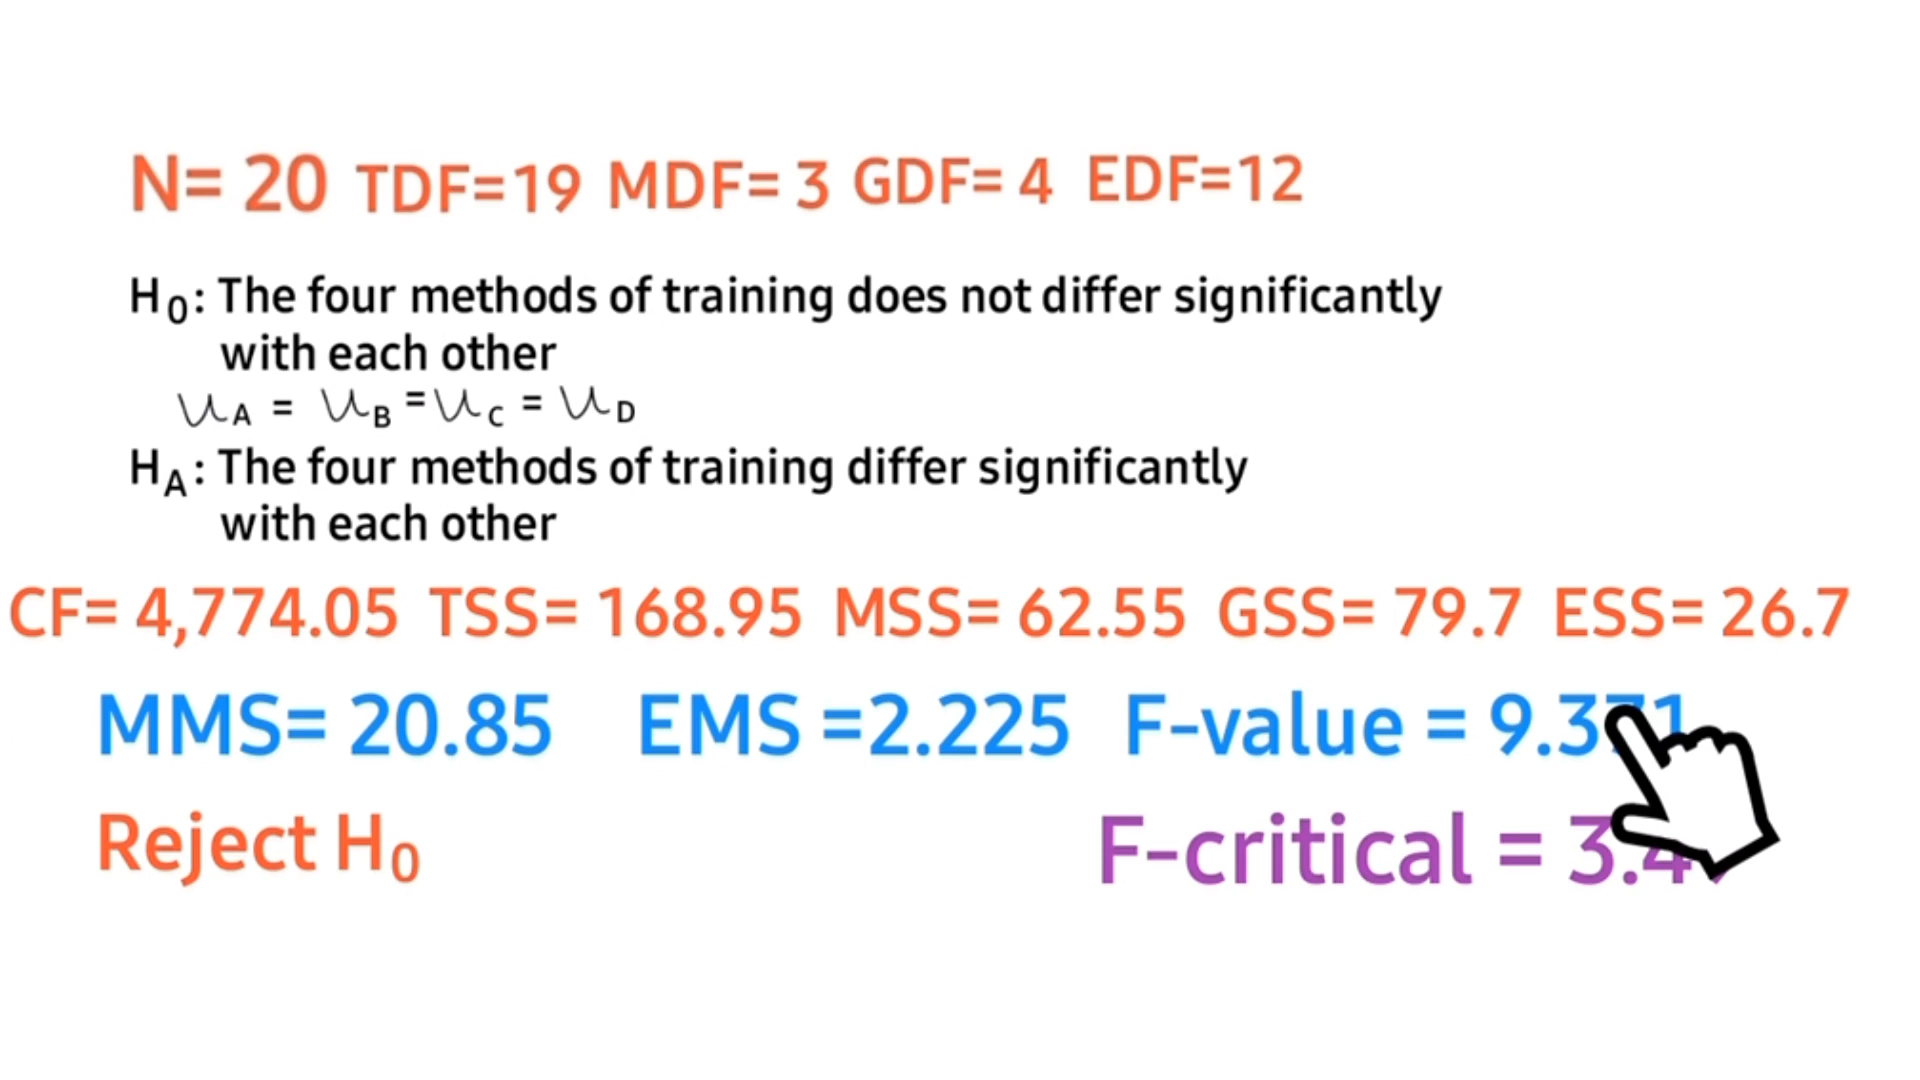 N= 20 TDF=19 MDF= 3 GDF= 4 EDF=12
H0: The four methods of training does not differ significantly
with each other
μA = μB = μC = μD
HA: The four methods of training differ significantly
with each other
CF= 4,774.05 TSS= 168.95 MSS= 62.55 GSS= 79.7 ESS= 26.7
MMS= 20.85 EMS =2.225 F-value = 9.371
Reject H0 F-critical =